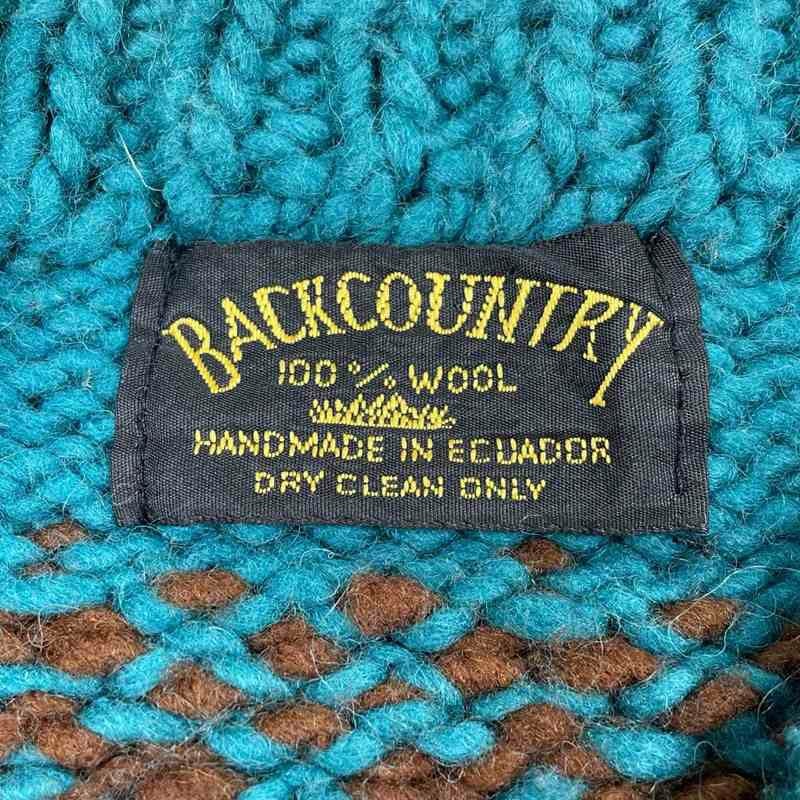 BACKCOUNTRY
100% WOOL
HANDMADE IN ECUADOR
DRY CLEAN ONLY